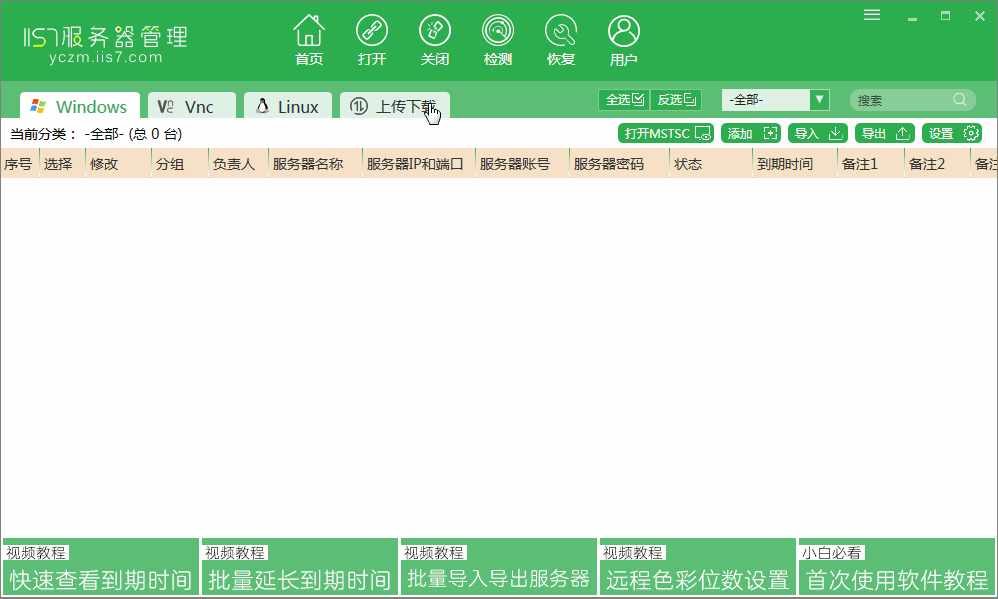 IIS7服务器管理
yczm.iis7.com
首页 打开 关闭 检测 恢复 用户
Windows Vnc Linux 上传下载 全选 反选 -全部- 搜索
当前分类： -全部- (总 0 台) 打开MSTSC 添加 导入 导出 设置
序号 选择 修改 分组 负责人 服务器名称 服务器IP和端口 服务器账号 服务器密码 状态 到期时间 备注1 备注2 备注
视频教程 视频教程 视频教程 视频教程 小白必看
快速查看到期时间 批量延长到期时间 批量导入导出服务器 远程色彩位数设置 首次使用软件教程